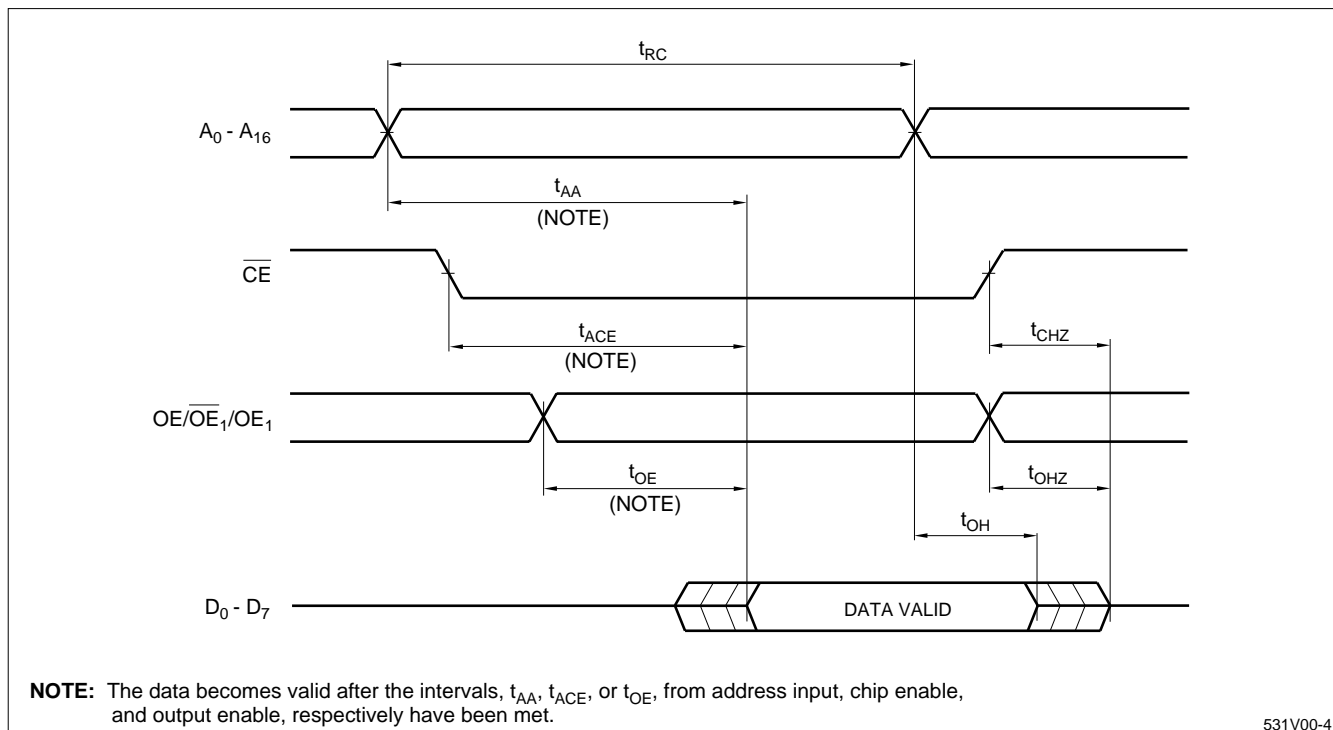 tRC
A0 - A16
tAA
(NOTE)
CE
tACE
(NOTE)
tCHZ
OE/OE1/OE1
tOE
(NOTE)
tOHZ
tOH
D0 - D7
DATA VALID
NOTE: The data becomes valid after the intervals, tAA, tACE, or tOE, from address input, chip enable,
and output enable, respectively have been met.
531V00-4